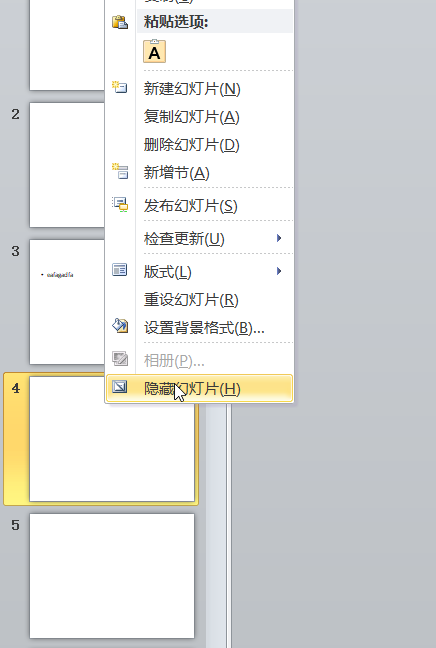 粘贴选项:
A
新建幻灯片(N)
2
复制幻灯片(A)
删除幻灯片(D)
新增节(A)
发布幻灯片(S)
检查更新(U)
3
版式(L)
• eafagadfa
重设幻灯片(R)
设置背景格式(B)...
相册(P)...
4
隐藏幻灯片(H)
5